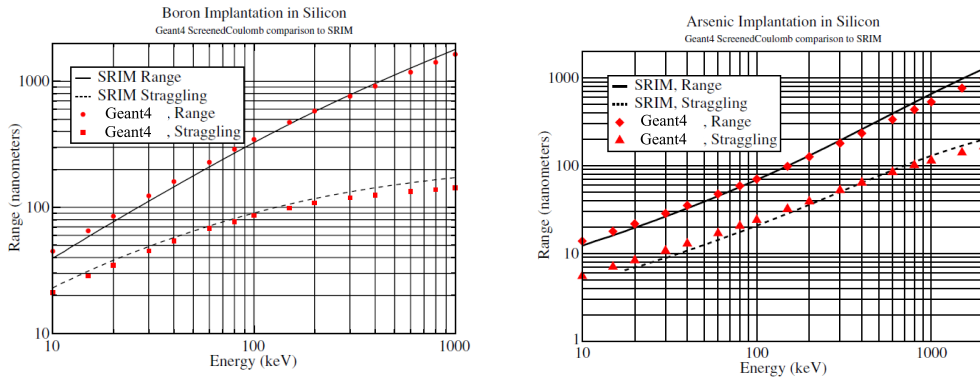 Boron Implantation in Silicon
Geant4 ScreenedCoulomb comparison to SRIM
SRIM Range
SRIM Straggling
Geant4 , Range
Geant4 , Straggling
Range (nanometers)
1000
100
10
10
100
1000
Energy (keV)
Arsenic Implantation in Silicon
Geant4 ScreenedCoulomb comparison to SRIM
SRIM, Range
SRIM, Straggling
Geant4 , Range
Geant4 , Straggling
Range (nanometers)
1000
100
10
1
10
100
1000
Energy (keV)